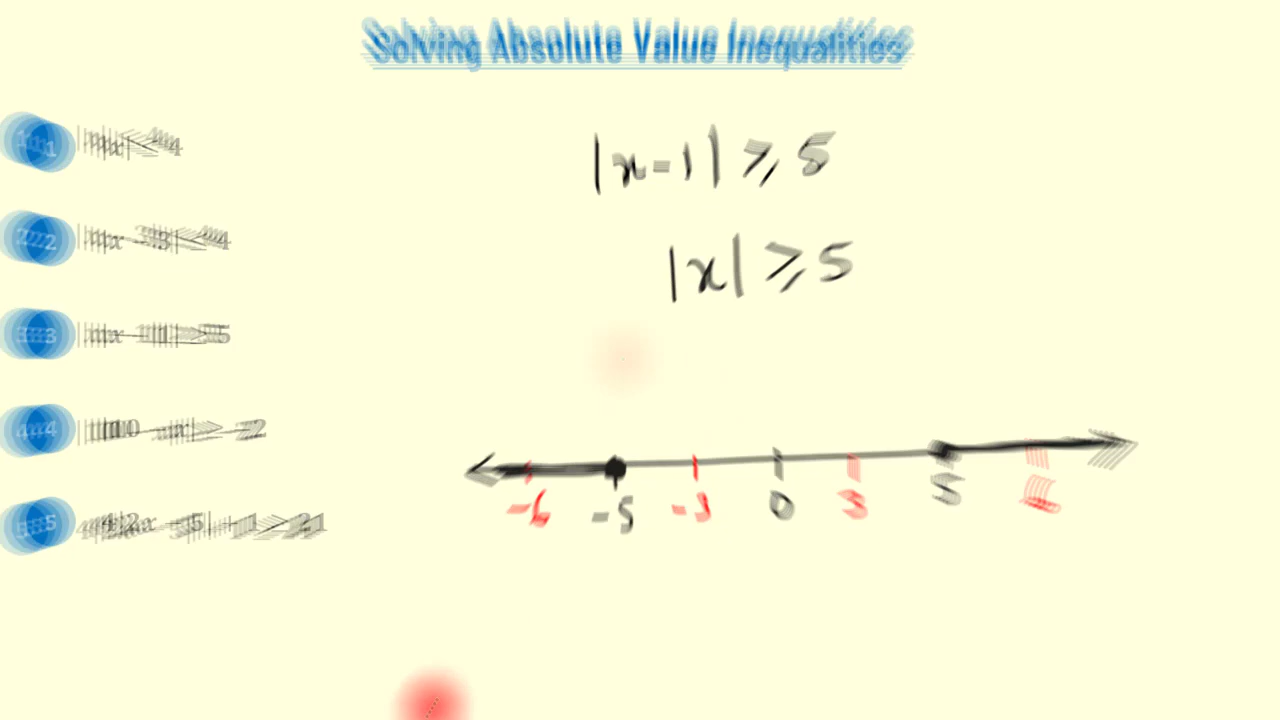 Solving Absolute Value Inequalities
1 |x| < 4
2 |x - 3| < 4
3 |x - 1| ≥ 5
4 |10 - x| > -2
5 4|2x - 5| + 1 > 21
|x-1| ⩾ 5
|x| ⩾ 5
-6 -5 -3 0 3 5 6